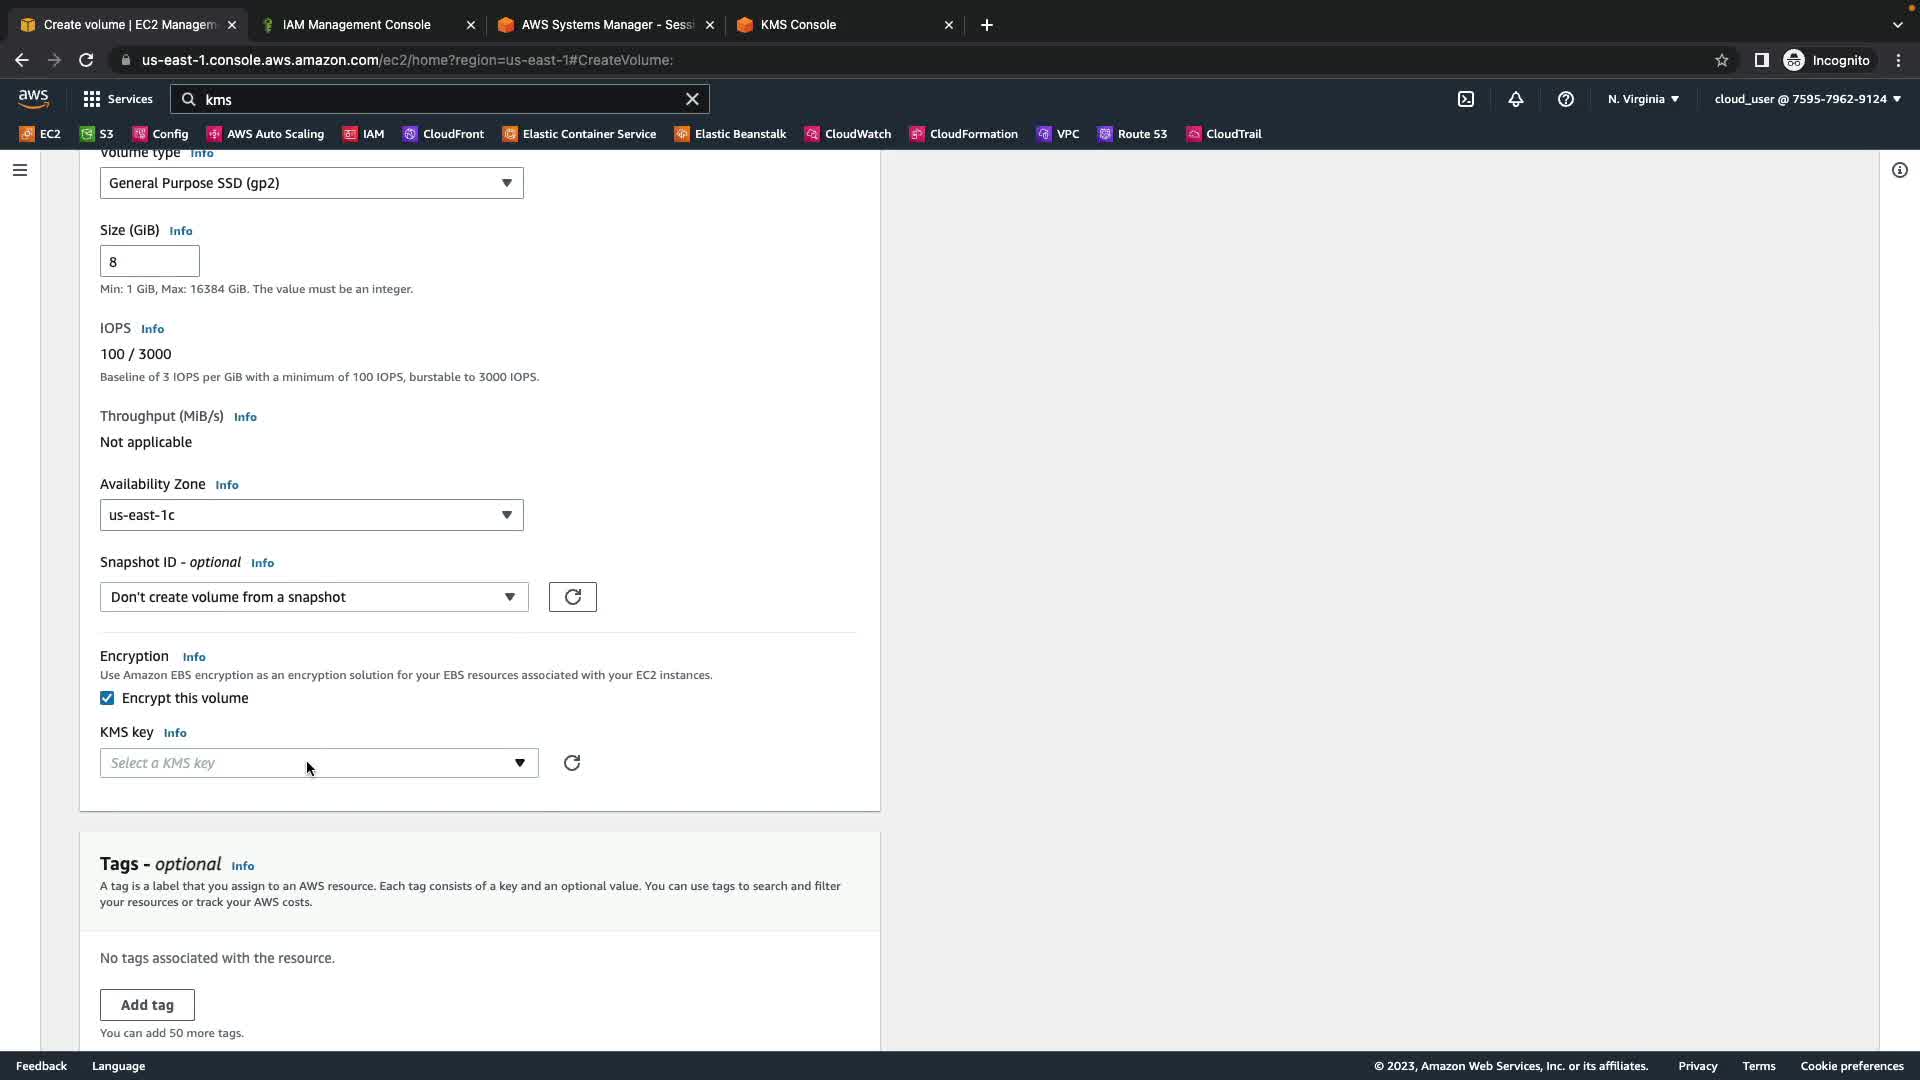 Create volume | EC2 Managem
IAM Management Console
AWS Systems Manager - Sessi
KMS Console
us-east-1.console.aws.amazon.com/ec2/home?region=us-east-1#CreateVolume:
Incognito
aws
Services
kms
N. Virginia
cloud_user @ 7595-7962-9124
EC2
S3
Config
AWS Auto Scaling
IAM
CloudFront
Elastic Container Service
Elastic Beanstalk
CloudWatch
CloudFormation
VPC
Route 53
CloudTrail
Volume type Info
General Purpose SSD (gp2)
Size (GiB) Info
8
Min: 1 GiB, Max: 16384 GiB. The value must be an integer.
IOPS Info
100 / 3000
Baseline of 3 IOPS per GiB with a minimum of 100 IOPS, burstable to 3000 IOPS.
Throughput (MiB/s) Info
Not applicable
Availability Zone Info
us-east-1c
Snapshot ID - optional Info
Don't create volume from a snapshot
Encryption Info
Use Amazon EBS encryption as an encryption solution for your EBS resources associated with your EC2 instances.
Encrypt this volume
KMS key Info
Select a KMS key
Tags - optional Info
A tag is a label that you assign to an AWS resource. Each tag consists of a key and an optional value. You can use tags to search and filter
your resources or track your AWS costs.
No tags associated with the resource.
Add tag
You can add 50 more tags.
Feedback
Language
© 2023, Amazon Web Services, Inc. or its affiliates.
Privacy
Terms
Cookie preferences